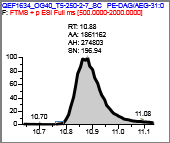 QEF1634_OG40_T5-250-2-7_SC PE-DAG/AEG-31:0
F: FTMS + p ESI Full ms [500.0000-2000.0000]
RT: 10.88
AA: 1861162
AH: 274803
SN: 196.94
100
80
60
40
20
0
10.70
11.08
10.7 10.8 10.9 11.0 11.1